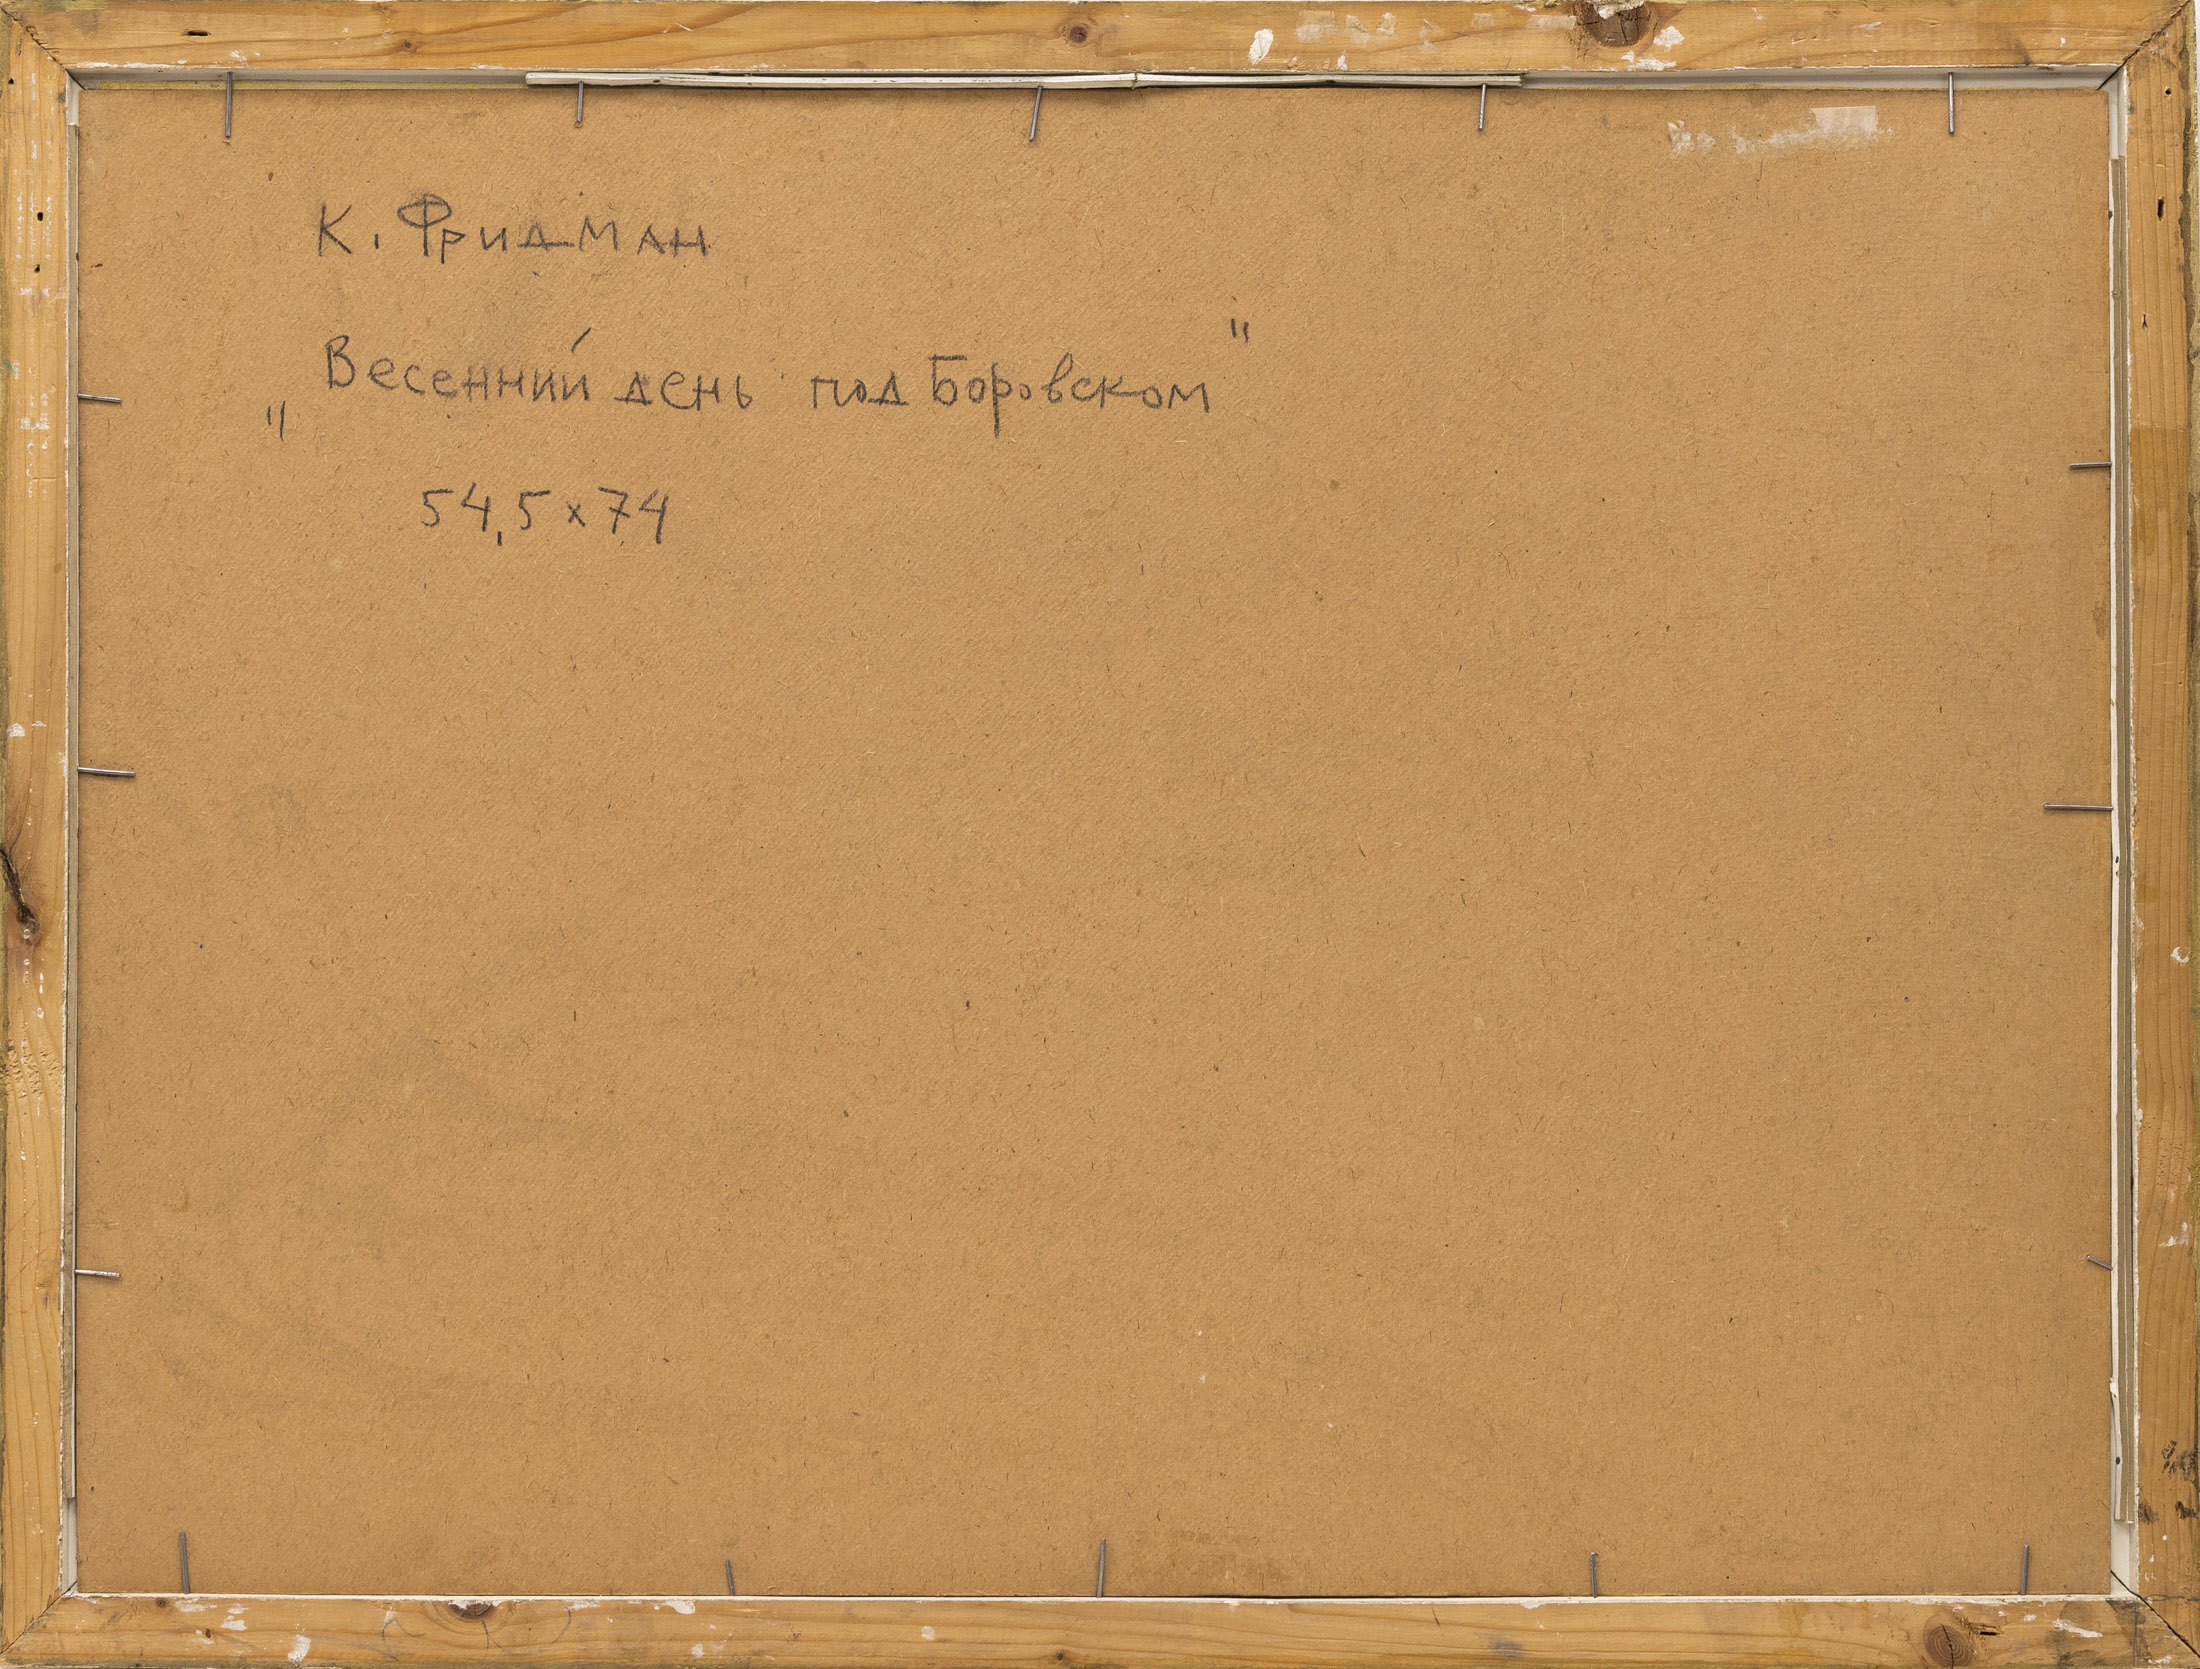 К. Фридман
„Весенний день под Боровском"
54,5х74